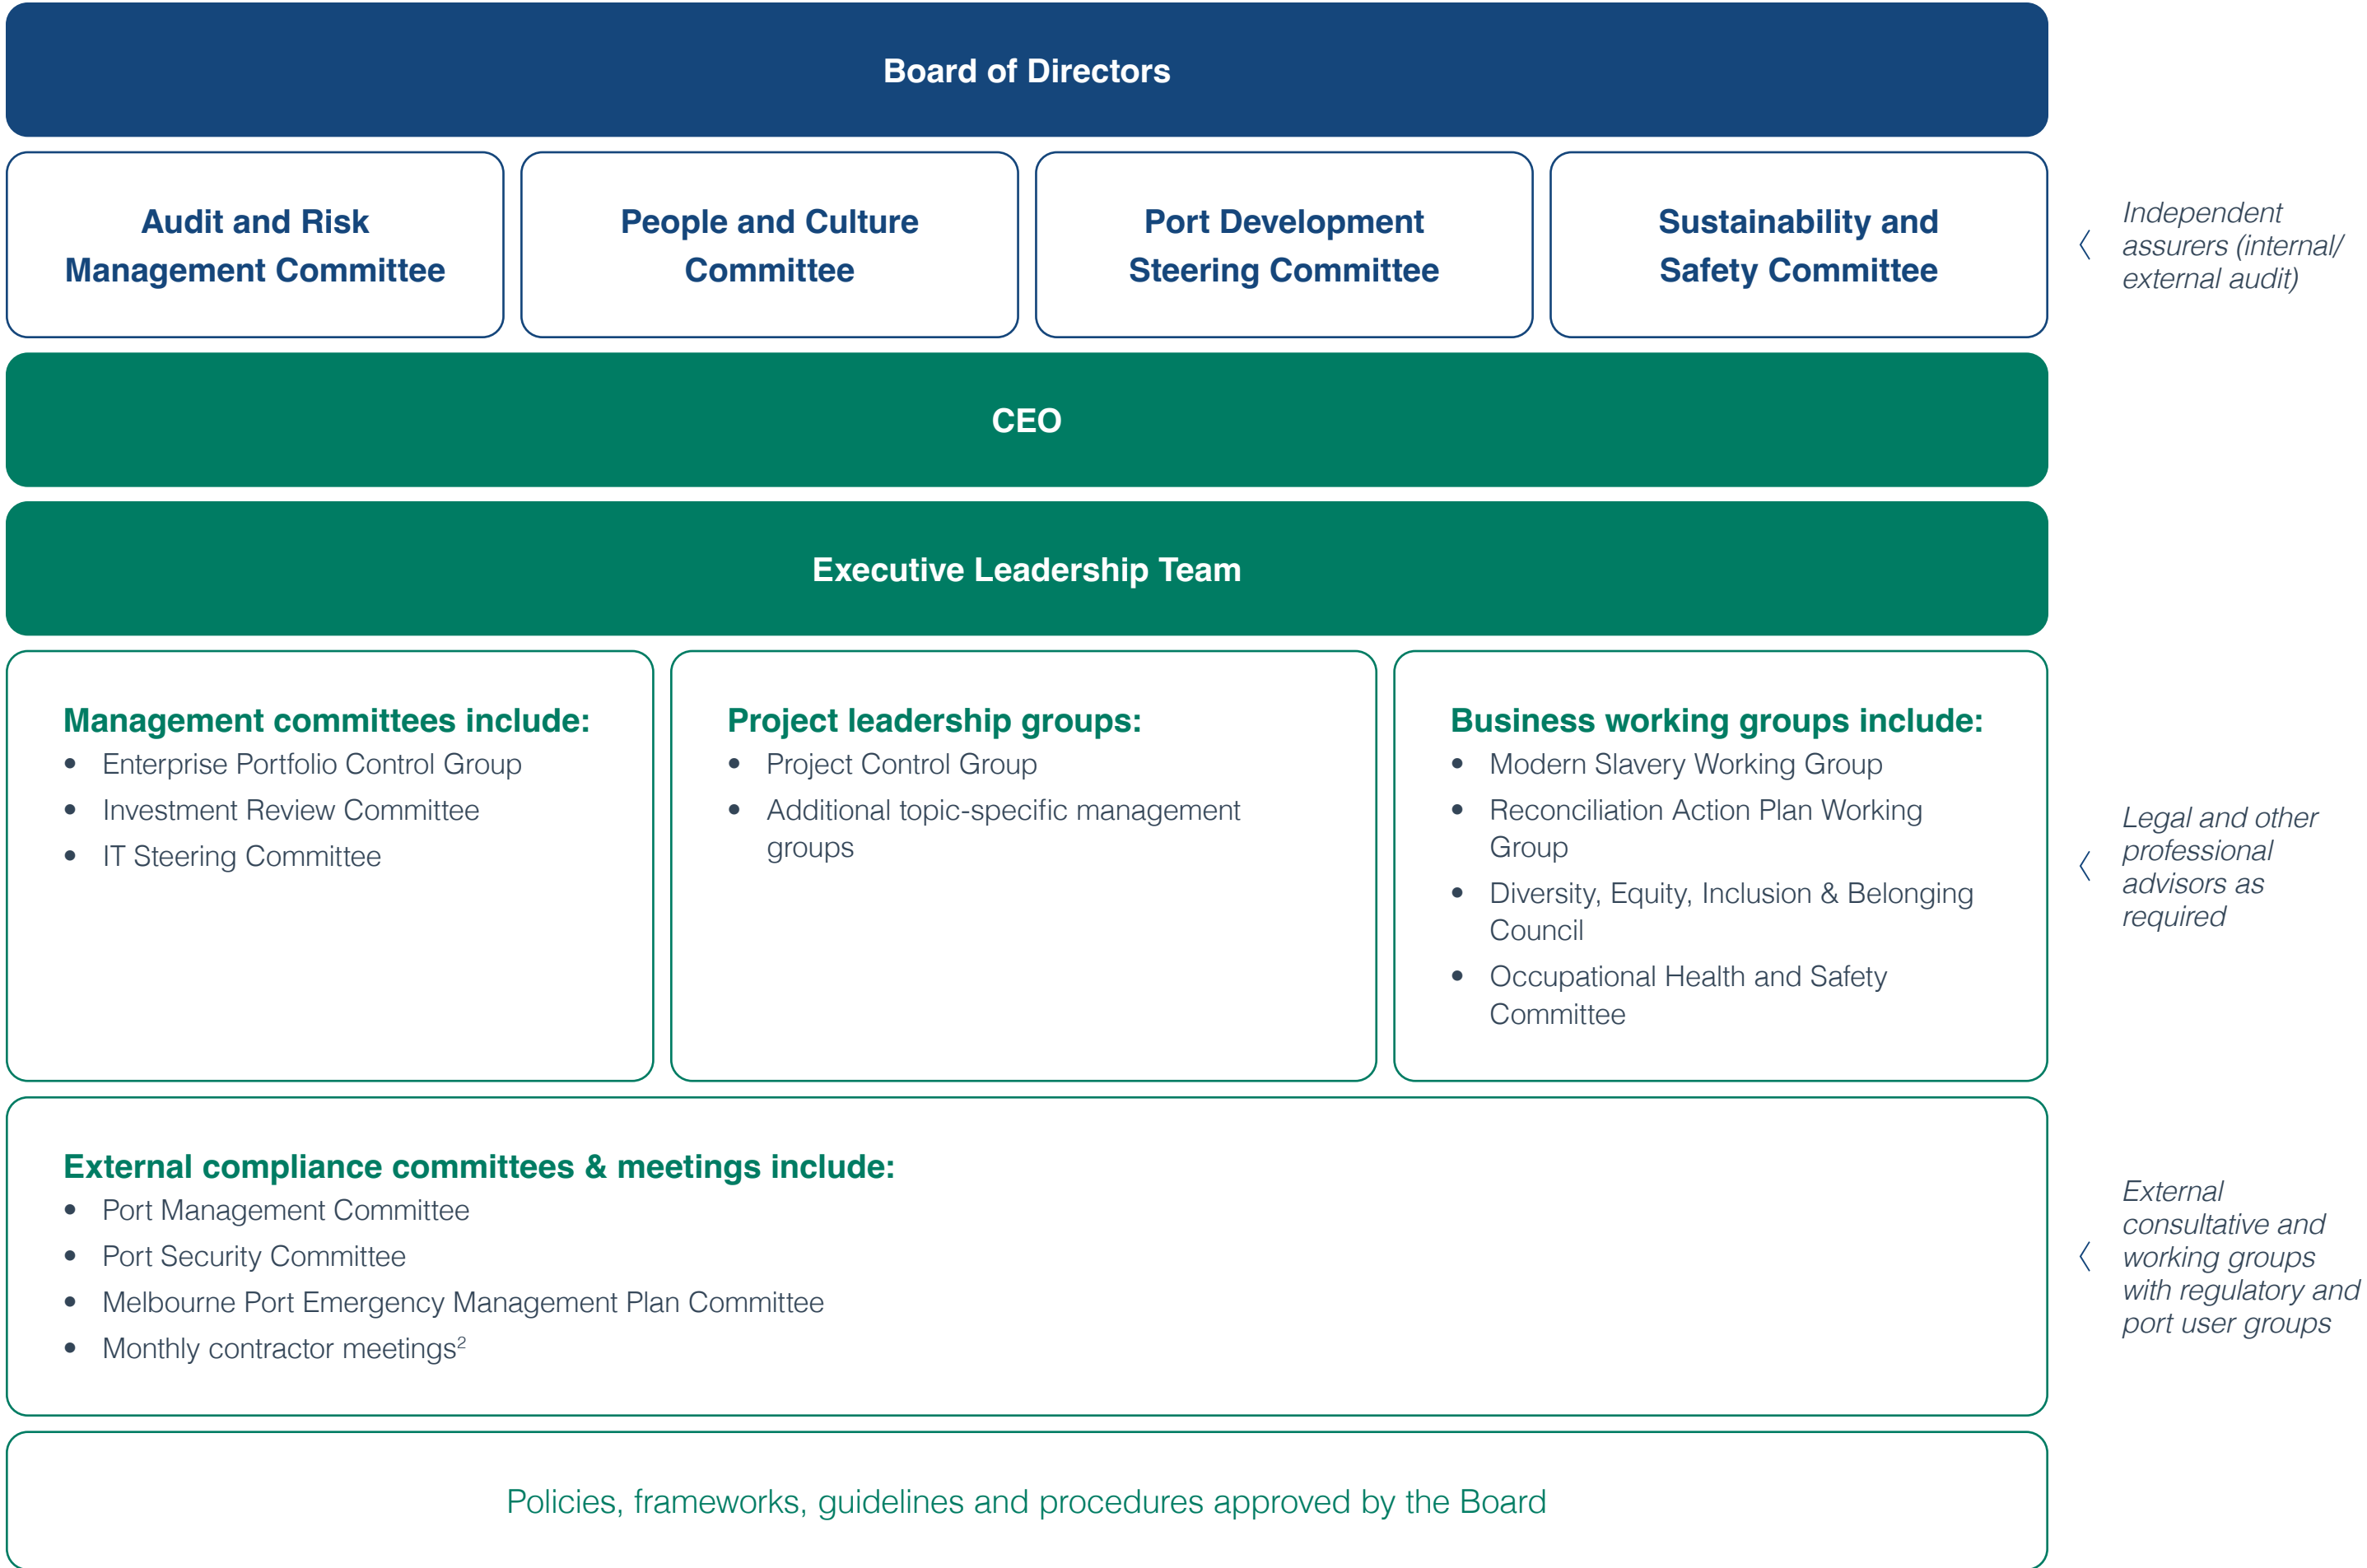 Board of Directors
Audit and Risk
Management Committee
People and Culture
Committee
Port Development
Steering Committee
Sustainability and
Safety Committee
Independent
assurers (internal/
external audit)
CEO
Executive Leadership Team
Management committees include:
• Enterprise Portfolio Control Group
• Investment Review Committee
• IT Steering Committee
Project leadership groups:
• Project Control Group
• Additional topic-specific management
groups
Business working groups include:
• Modern Slavery Working Group
• Reconciliation Action Plan Working
Group
• Diversity, Equity, Inclusion & Belonging
Council
• Occupational Health and Safety
Committee
Legal and other
professional
advisors as
required
External compliance committees & meetings include:
• Port Management Committee
• Port Security Committee
• Melbourne Port Emergency Management Plan Committee
• Monthly contractor meetings²
External
consultative and
working groups
with regulatory and
port user groups
Policies, frameworks, guidelines and procedures approved by the Board